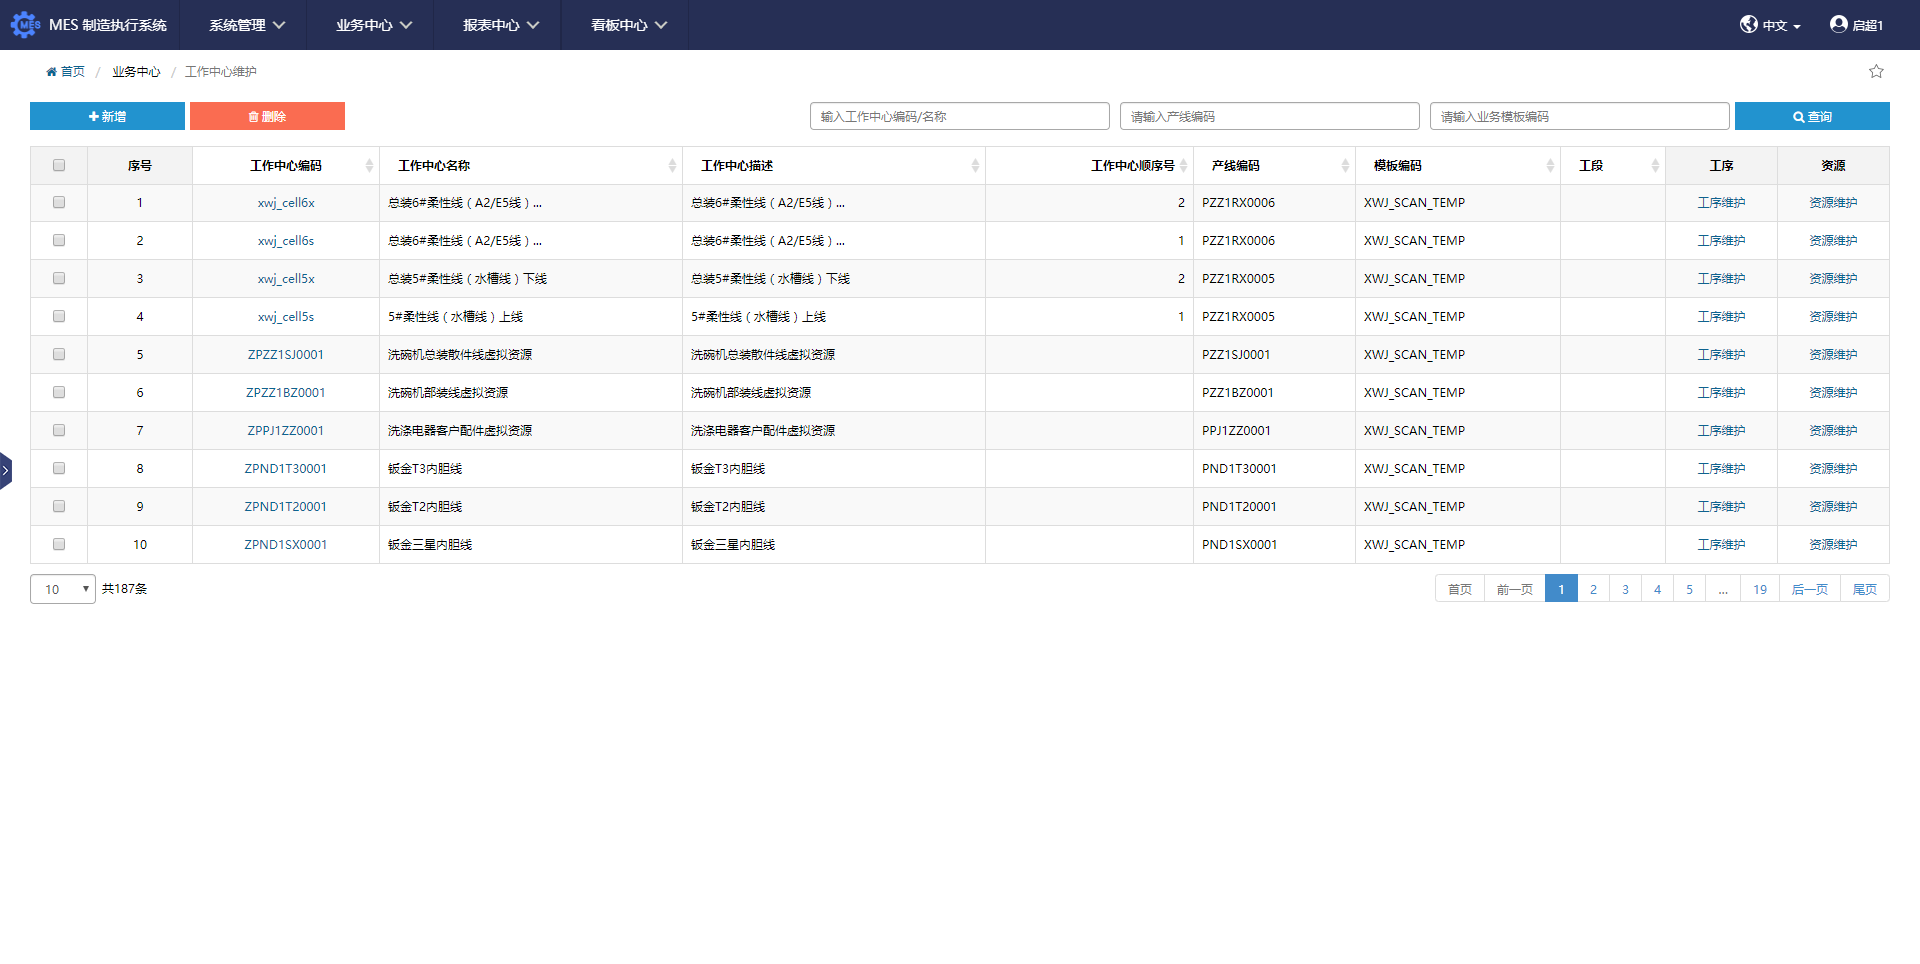 MES MES 制造执行系统 系统管理 业务中心 报表中心 看板中心 中文 启超1
首页 / 业务中心 / 工作中心维护
新增 删除 输入工作中心编码/名称 请输入产线编码 请输入业务模板编码 查询
序号 工作中心编码 工作中心名称 工作中心描述 工作中心顺序号 产线编码 模板编码 工段 工序 资源
1 xwj_cell6x 总装6#柔性线（A2/E5线）... 总装6#柔性线（A2/E5线）... 2 PZZ1RX0006 XWJ_SCAN_TEMP 工序维护 资源维护
2 xwj_cell6s 总装6#柔性线（A2/E5线）... 总装6#柔性线（A2/E5线）... 1 PZZ1RX0006 XWJ_SCAN_TEMP 工序维护 资源维护
3 xwj_cell5x 总装5#柔性线（水槽线）下线 总装5#柔性线（水槽线）下线 2 PZZ1RX0005 XWJ_SCAN_TEMP 工序维护 资源维护
4 xwj_cell5s 5#柔性线（水槽线）上线 5#柔性线（水槽线）上线 1 PZZ1RX0005 XWJ_SCAN_TEMP 工序维护 资源维护
5 ZPZZ1SJ0001 洗碗机总装散件线虚拟资源 洗碗机总装散件线虚拟资源 PZZ1SJ0001 XWJ_SCAN_TEMP 工序维护 资源维护
6 ZPZZ1BZ0001 洗碗机部装线虚拟资源 洗碗机部装线虚拟资源 PZZ1BZ0001 XWJ_SCAN_TEMP 工序维护 资源维护
7 ZPPJ1ZZ0001 洗涤电器客户配件虚拟资源 洗涤电器客户配件虚拟资源 PPJ1ZZ0001 XWJ_SCAN_TEMP 工序维护 资源维护
8 ZPND1T30001 钣金T3内胆线 钣金T3内胆线 PND1T30001 XWJ_SCAN_TEMP 工序维护 资源维护
9 ZPND1T20001 钣金T2内胆线 钣金T2内胆线 PND1T20001 XWJ_SCAN_TEMP 工序维护 资源维护
10 ZPND1SX0001 钣金三星内胆线 钣金三星内胆线 PND1SX0001 XWJ_SCAN_TEMP 工序维护 资源维护
10 共187条 首页 前一页 1 2 3 4 5 ... 19 后一页 尾页